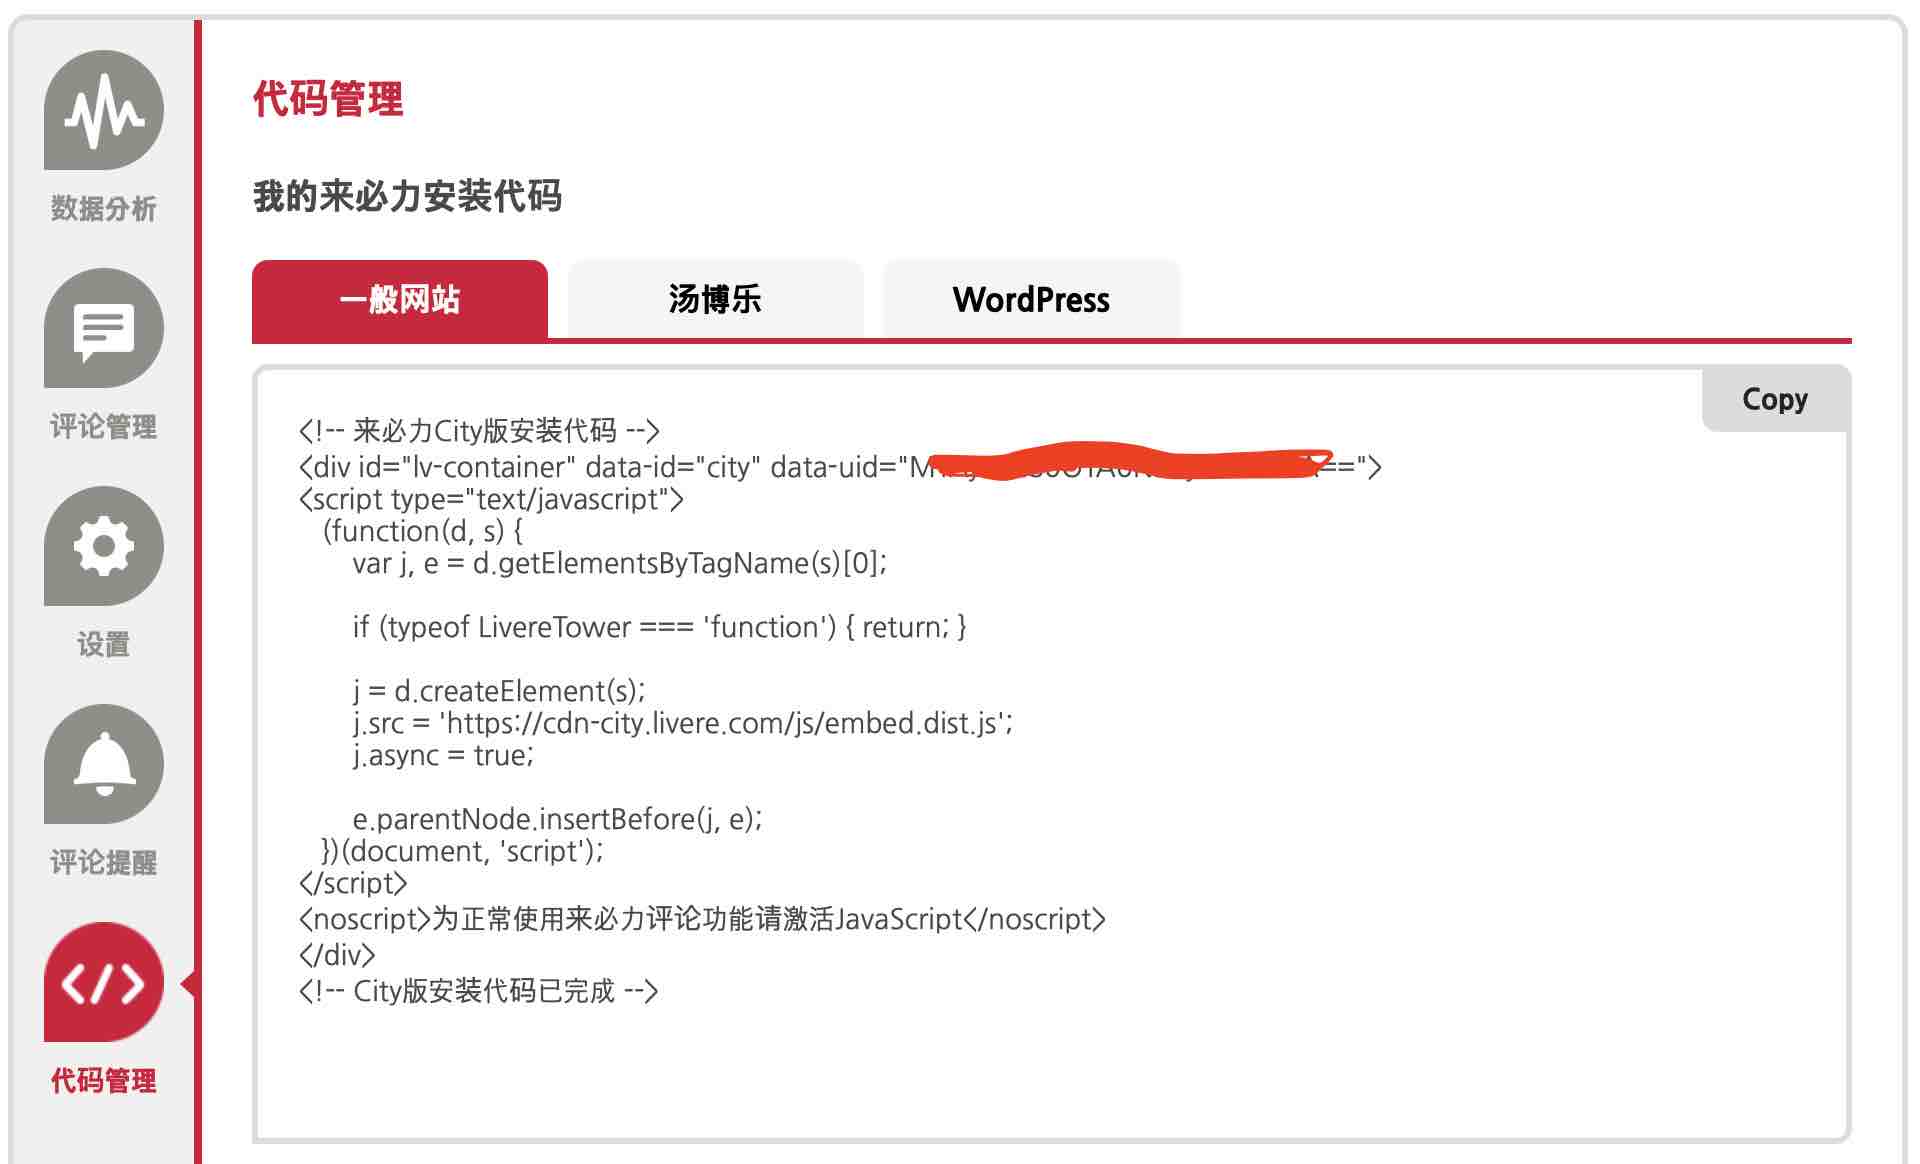 数据分析
评论管理
设置
评论提醒
代码管理
代码管理
我的来必力安装代码
一般网站
汤博乐
WordPress
Copy
<!-- 来必力City版安装代码 -->
<div id="lv-container" data-id="city" data-uid="M =="> 
<script type="text/javascript">
(function(d, s) {
var j, e = d.getElementsByTagName(s)[0];
if (typeof LivereTower === 'function') { return; }
j = d.createElement(s);
j.src = 'https://cdn-city.livere.com/js/embed.dist.js';
j.async = true;
e.parentNode.insertBefore(j, e);
})(document, 'script');
</script>
<noscript>为正常使用来必力评论功能请激活JavaScript</noscript>
</div>
<!-- City版安装代码已完成 -->